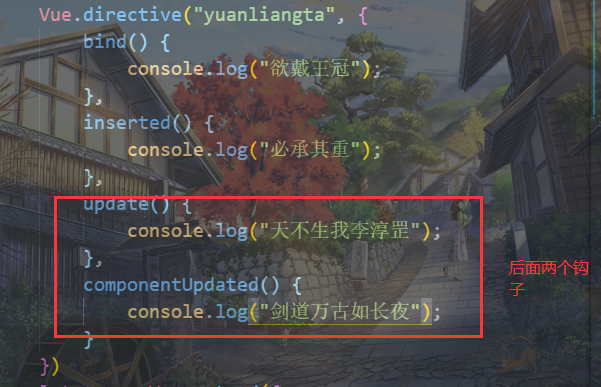 Vue.directive("yuanliangta", {
bind() {
console.log("欲戴王冠");
},
inserted() {
console.log("必承其重");
},
update() {
console.log("天不生我李淳罡");
},
componentUpdated() {
console.log("剑道万古如长夜");
}
})
后面两个钩
子